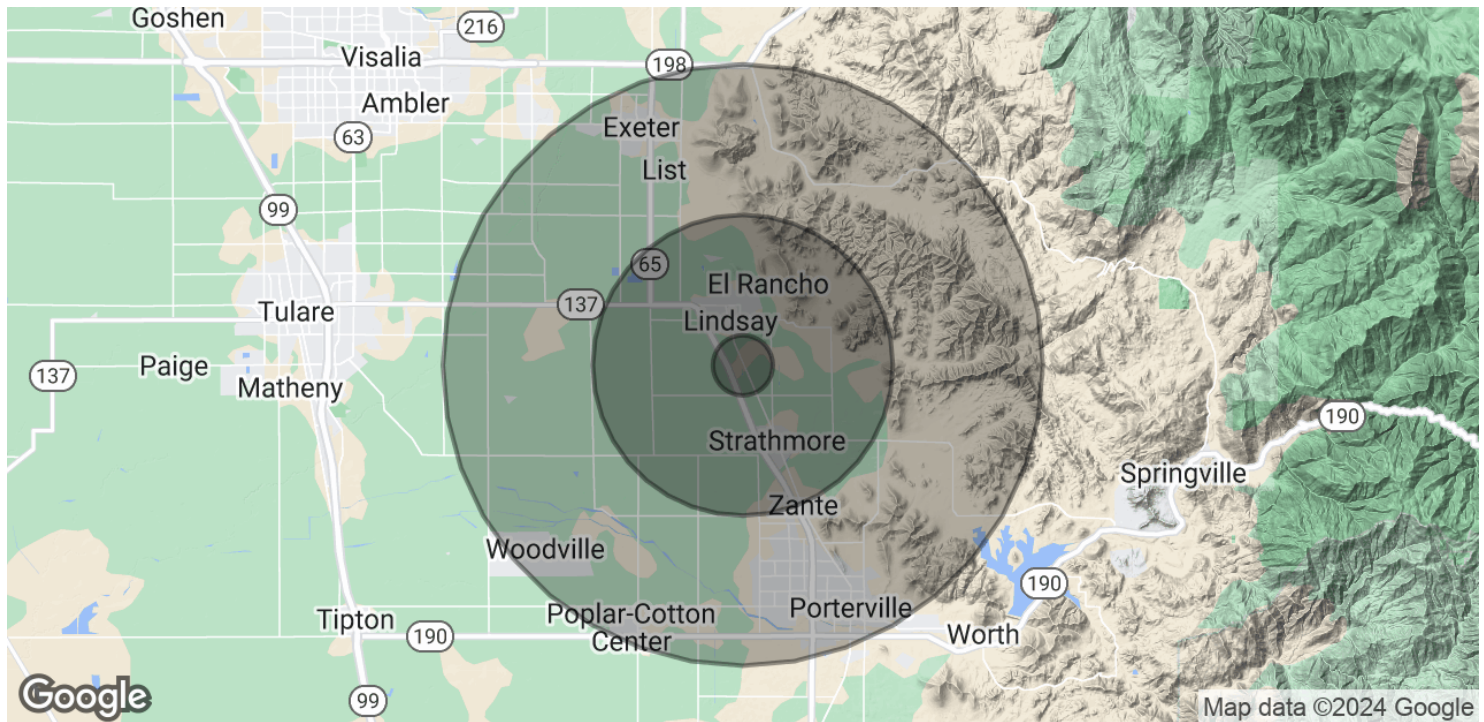 Goshen
216
Visalia
198
Ambler
Exeter
63
List
99
65
El Rancho
137
Tulare
Lindsay
Paige
137
Matheny
190
Strathmore
Springville
Zante
Woodville
190
Poplar-Cotton
Center
Porterville
Tipton
190
Worth
99
Google
Map data ©2024 Google